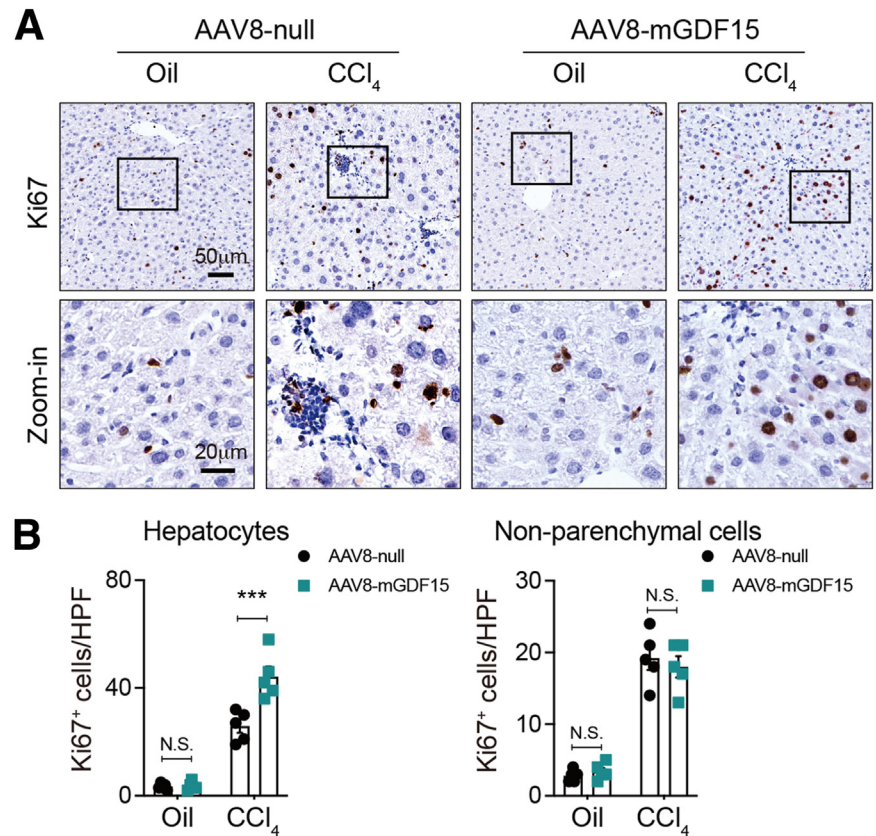 A
AAV8-null
AAV8-mGDF15
Oil
CCl₄
Oil
CCl₄
Ki67
50μm
Zoom-in
20μm
B
Hepatocytes
AAV8-null
AAV8-mGDF15
Ki67⁺ cells/HPF
80
40
0
N.S.
***
Oil
CCl₄
Non-parenchymal cells
AAV8-null
AAV8-mGDF15
Ki67⁺ cells/HPF
30
20
10
0
N.S.
N.S.
Oil
CCl₄